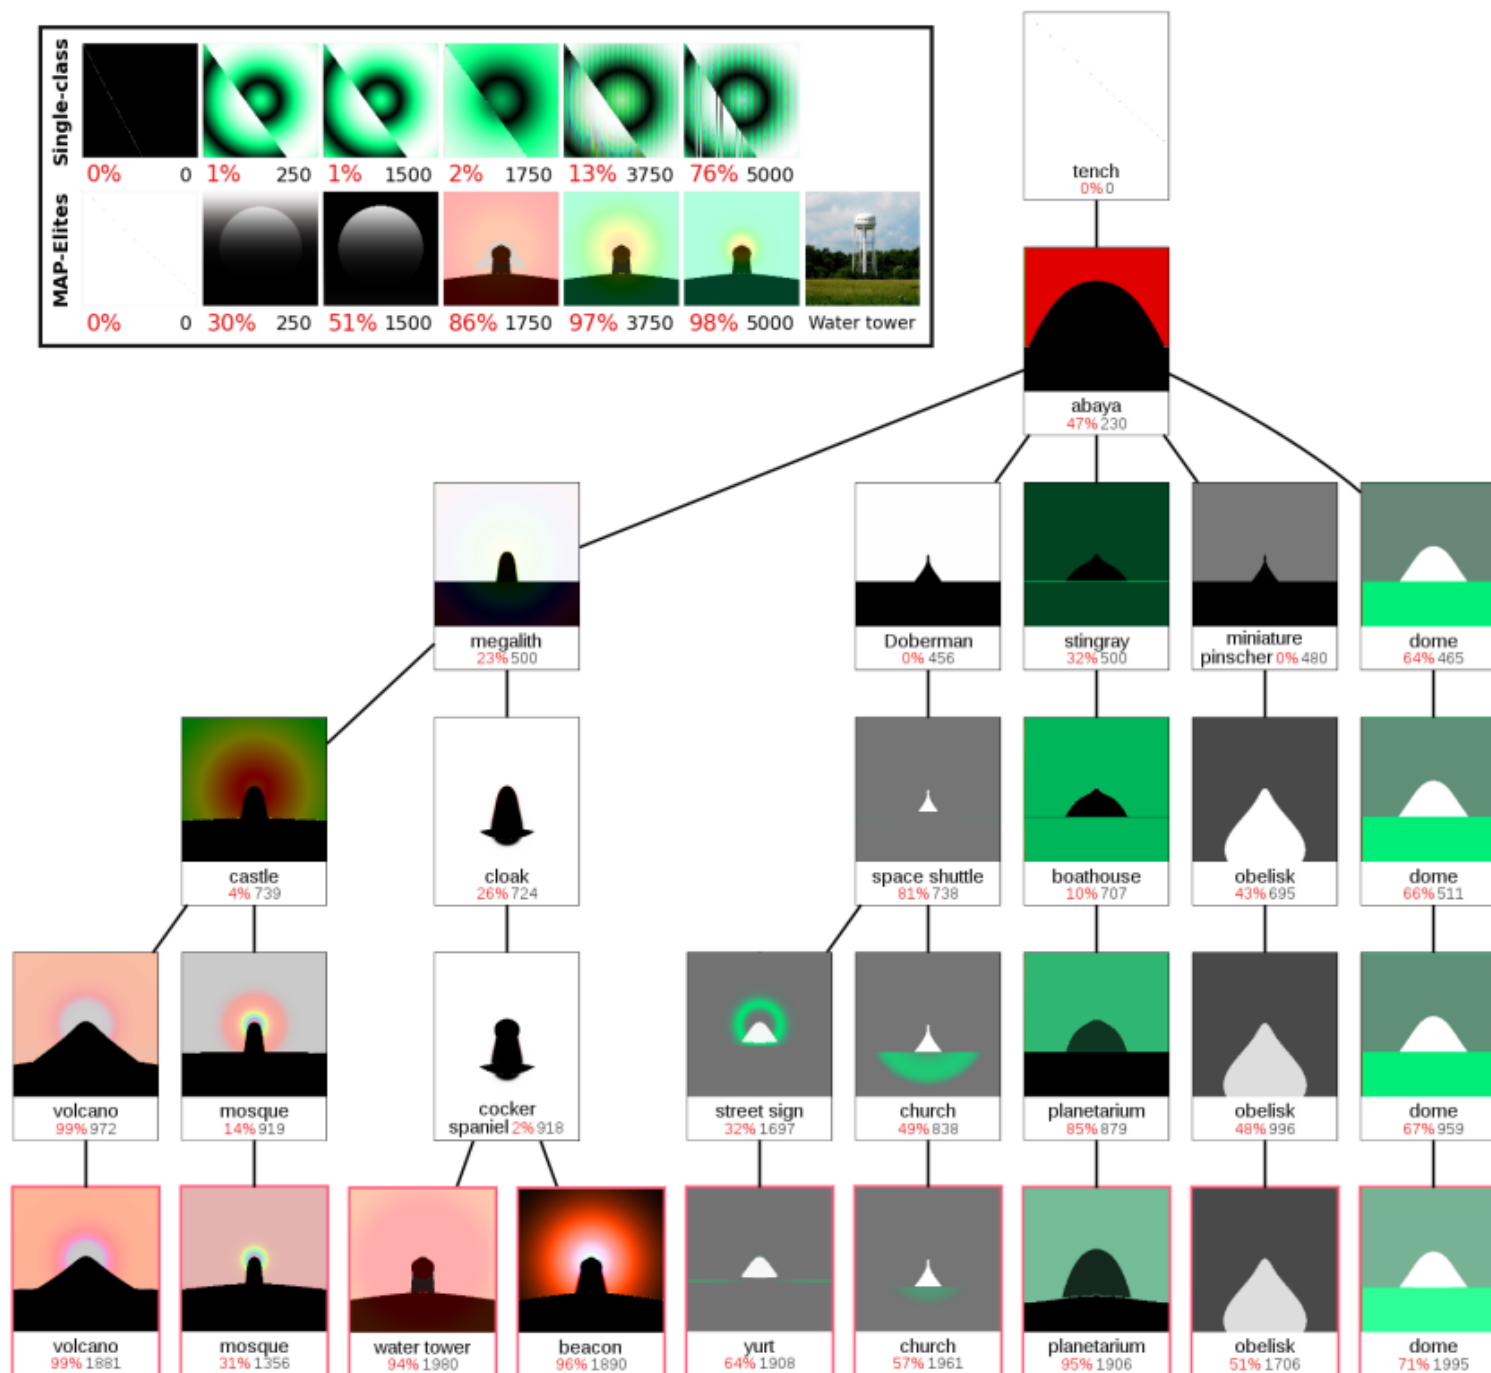 Single-class
0% 0 1% 250 1% 1500 2% 1750 13% 3750 76% 5000
MAP-Elites
0% 0 30% 250 51% 1500 86% 1750 97% 3750 98% 5000 Water tower
tench
0% 0
abaya
47% 230
megalith
23% 500
Doberman
0% 456
stingray
32% 500
miniature
pinscher 0% 480
dome
64% 465
castle
4% 739
cloak
26% 724
space shuttle
81% 738
boathouse
10% 707
obelisk
43% 695
dome
66% 511
volcano
99% 972
mosque
14% 919
cocker
spaniel 2% 918
street sign
32% 1697
church
49% 838
planetarium
85% 879
obelisk
48% 996
dome
67% 959
volcano
99% 1881
mosque
31% 1356
water tower
94% 1980
beacon
96% 1890
yurt
64% 1908
church
57% 1961
planetarium
95% 1906
obelisk
51% 1706
dome
71% 1995